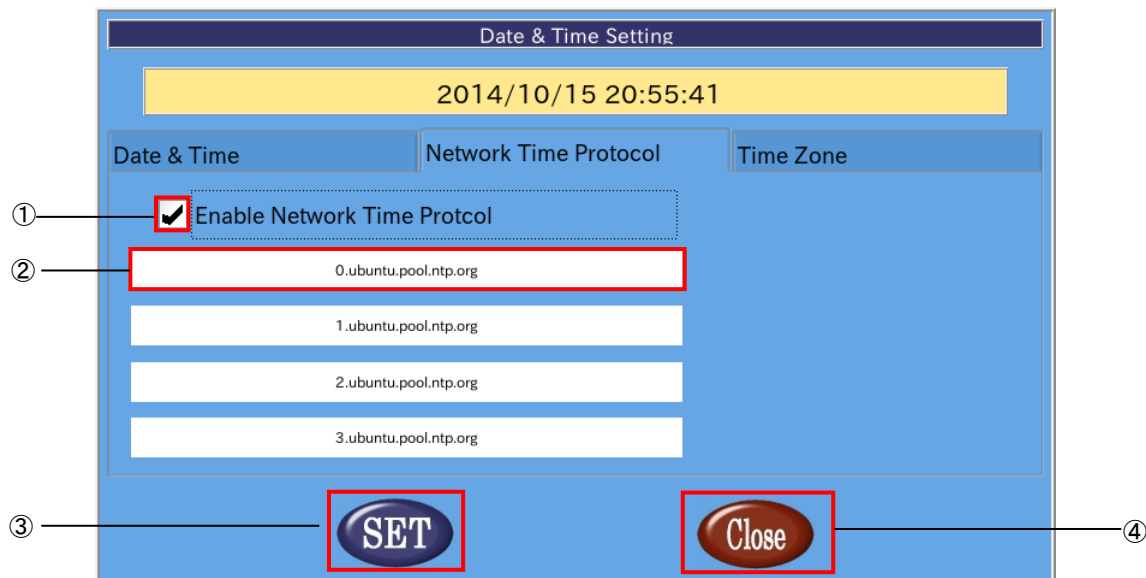 Date & Time Setting
2014/10/15 20:55:41
Date & Time
Network Time Protocol
Time Zone
① Enable Network Time Protcol
② 0.ubuntu.pool.ntp.org
1.ubuntu.pool.ntp.org
2.ubuntu.pool.ntp.org
3.ubuntu.pool.ntp.org
③ SET
Close ④